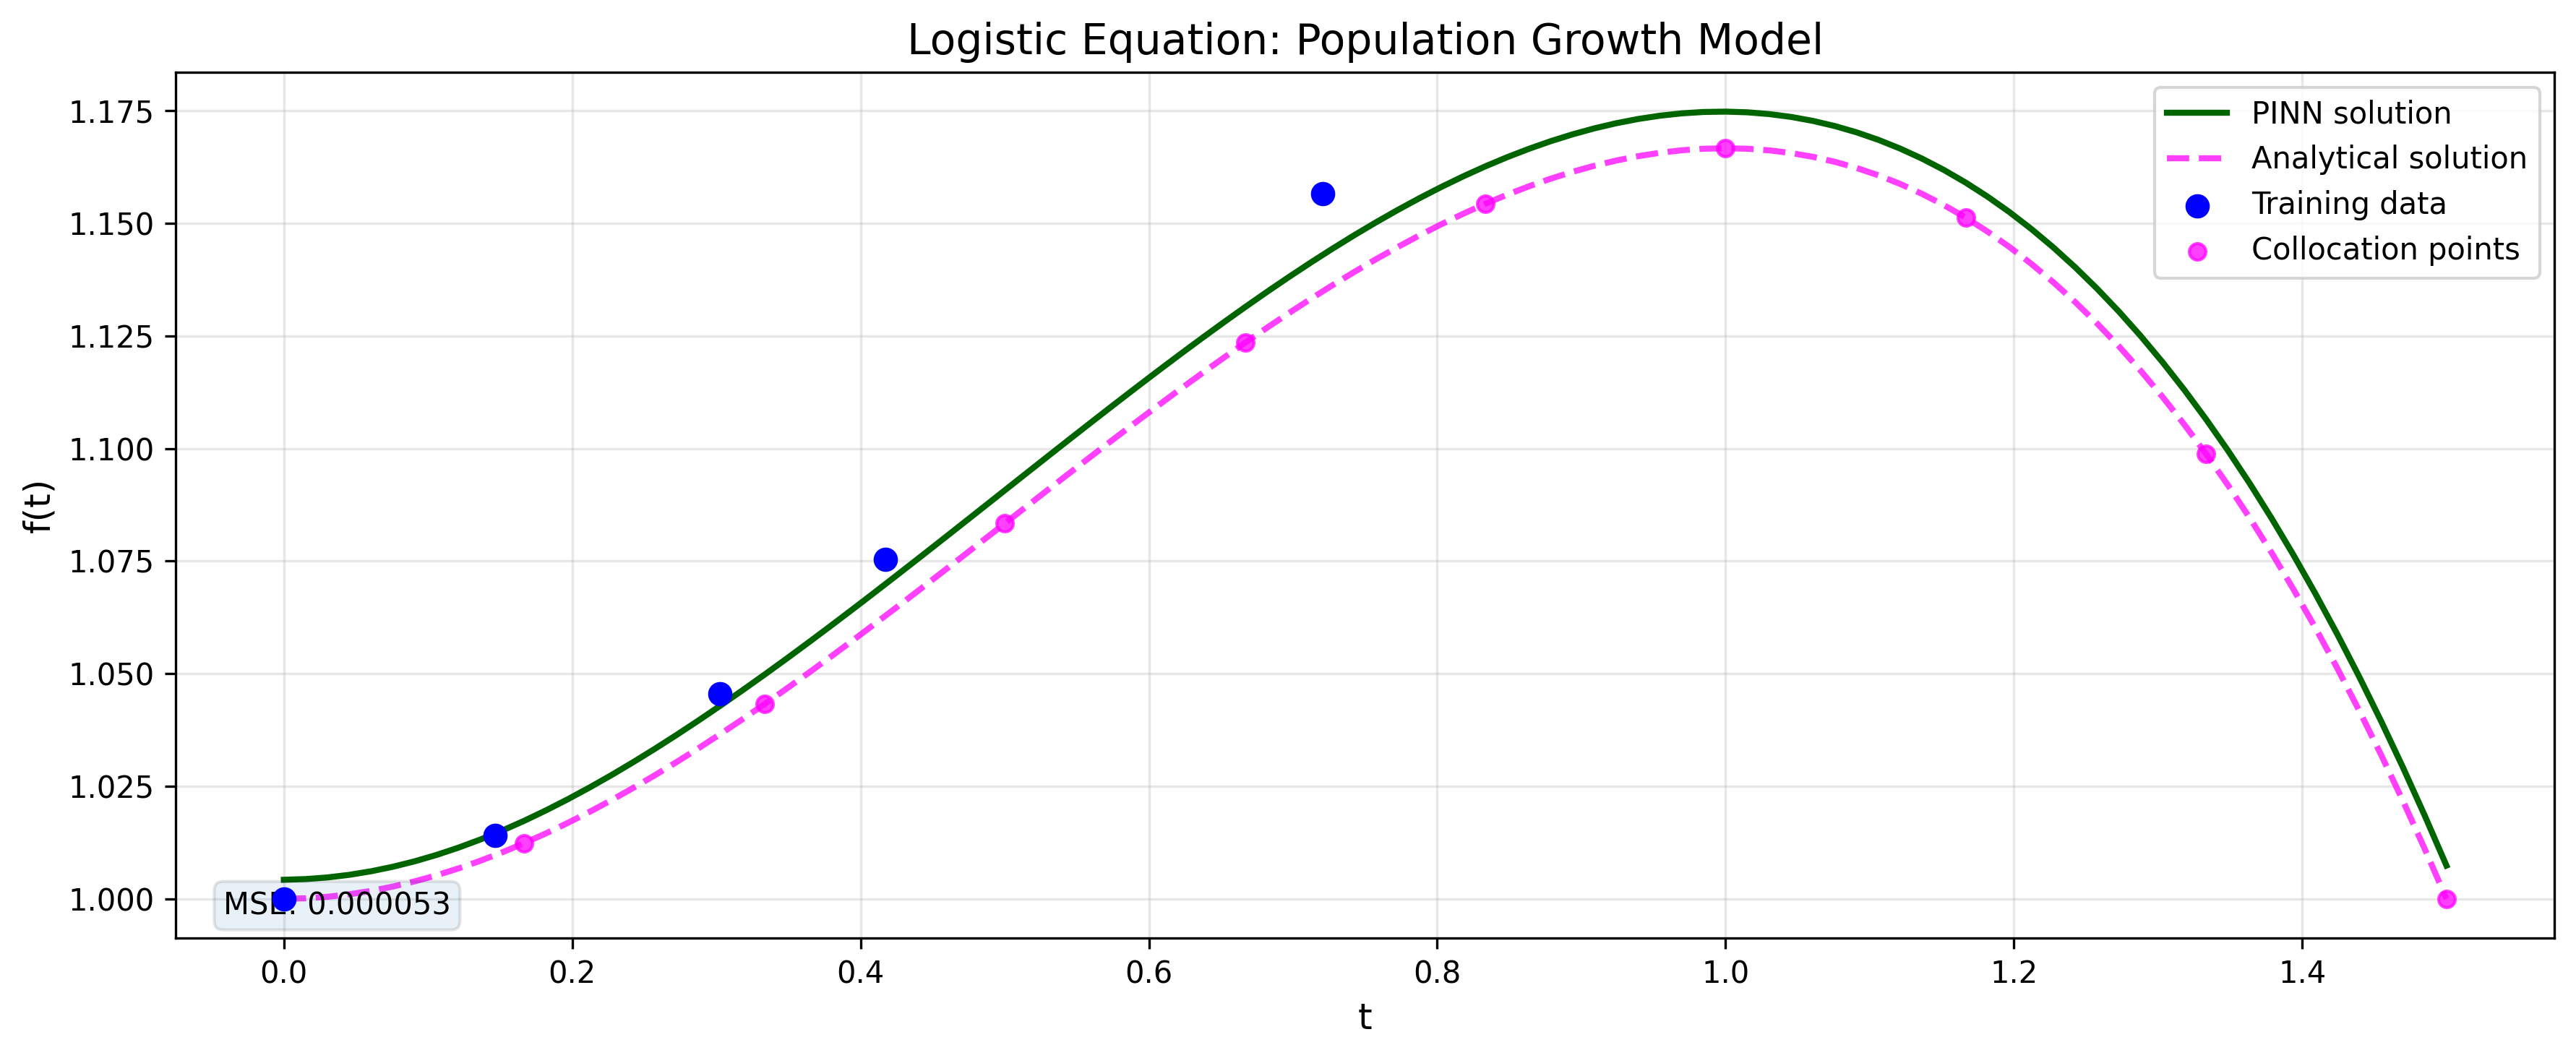 Logistic Equation: Population Growth Model
f(t)
1.175
1.150
1.125
1.100
1.075
1.050
1.025
1.000
PINN solution
Analytical solution
Training data
Collocation points
MSE: 0.000053
0.0 0.2 0.4 0.6 0.8 1.0 1.2 1.4
t